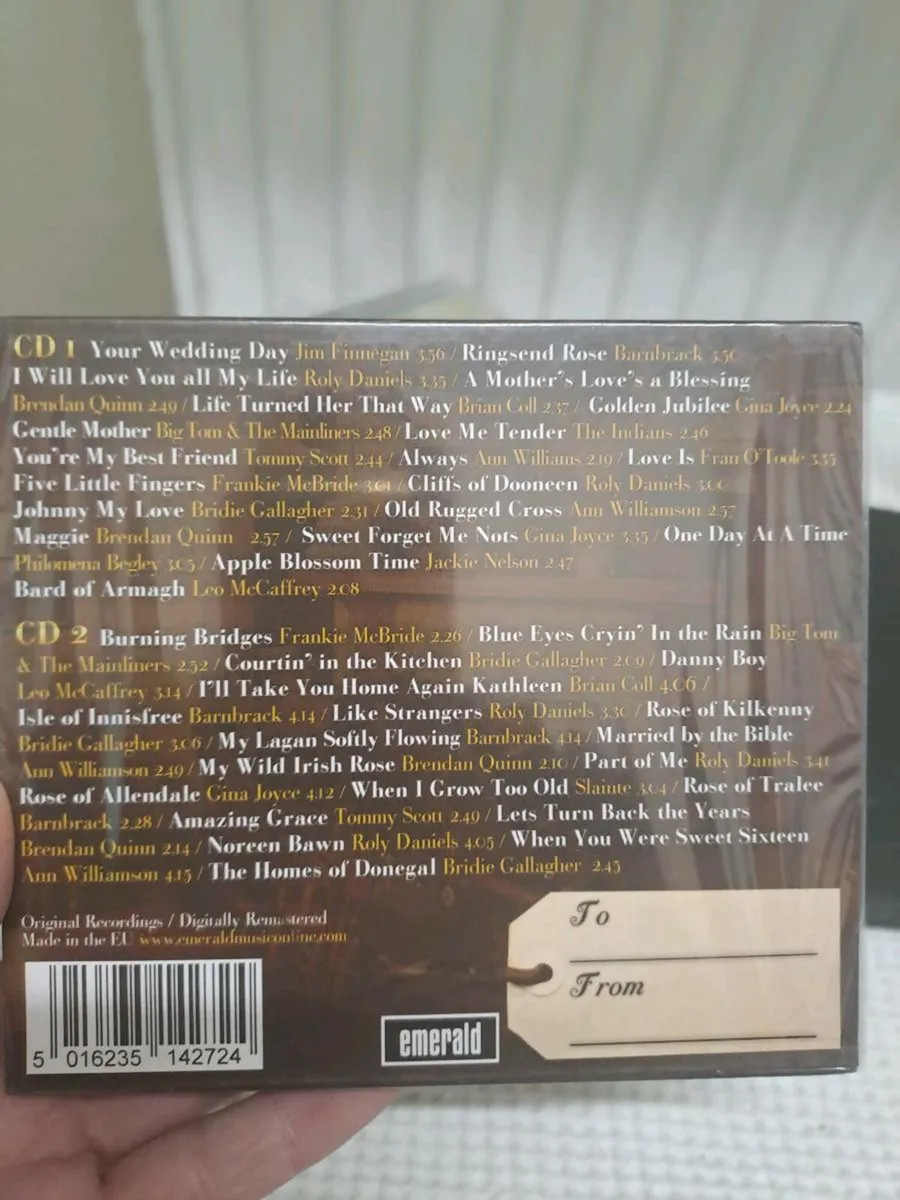 CD 1 Your Wedding Day Jim Finnegan 3.56 / Ringsend Rose Barnbrack 3.50
I Will Love You all My Life Roly Daniels 3.35 / A Mother's Love's a Blessing
Brendan Quinn 2.49 / Life Turned Her That Way Brian Coll 2.37 / Golden Jubilee Gina Joyce 2.24
Gentle Mother Big Tom & The Mainliners 2.48 / Love Me Tender The Indians 2.46
You're My Best Friend Tommy Scott 2.44 / Always Ann Williams 2.19 / Love Is Fran O'Toole 3.35
Five Little Fingers Frankie McBride 3.01 / Cliffs of Dooneen Roly Daniels 3.00
Johnny My Love Bridie Gallagher 2.31 / Old Rugged Cross Ann Williamson 2.57
Maggie Brendan Quinn 2.57 / Sweet Forget Me Nots Gina Joyce 3.35 / One Day At A Time
Philomena Begley 3.05 / Apple Blossom Time Jackie Nelson 2.47
Bard of Armagh Leo McCaffrey 2.08
CD 2 Burning Bridges Frankie McBride 2.26 / Blue Eyes Cryin' In the Rain Big Tom
& The Mainliners 2.52 / Courtin' in the Kitchen Bridie Gallagher 2.09 / Danny Boy
Leo McCaffrey 3.14 / I'll Take You Home Again Kathleen Brian Coll 4.06 /
Isle of Innisfree Barnbrack 4.14 / Like Strangers Roly Daniels 3.30 / Rose of Kilkenny
Bridie Gallagher 3.06 / My Lagan Softly Flowing Barnbrack 4.14 / Married by the Bible
Ann Williamson 2.49 / My Wild Irish Rose Brendan Quinn 2.10 / Part of Me Roly Daniels 3.41
Rose of Allendale Gina Joyce 4.12 / When I Grow Too Old Slainte 3.04 / Rose of Tralee
Barnbrack 2.28 / Amazing Grace Tommy Scott 2.49 / Lets Turn Back the Years
Brendan Quinn 2.14 / Noreen Bawn Roly Daniels 4.05 / When You Were Sweet Sixteen
Ann Williamson 4.15 / The Homes of Donegal Bridie Gallagher 2.45
Original Recordings / Digitally Remastered
Made in the EU www.emeraldmusiconline.com
5 016235 142724
emerald
To
From